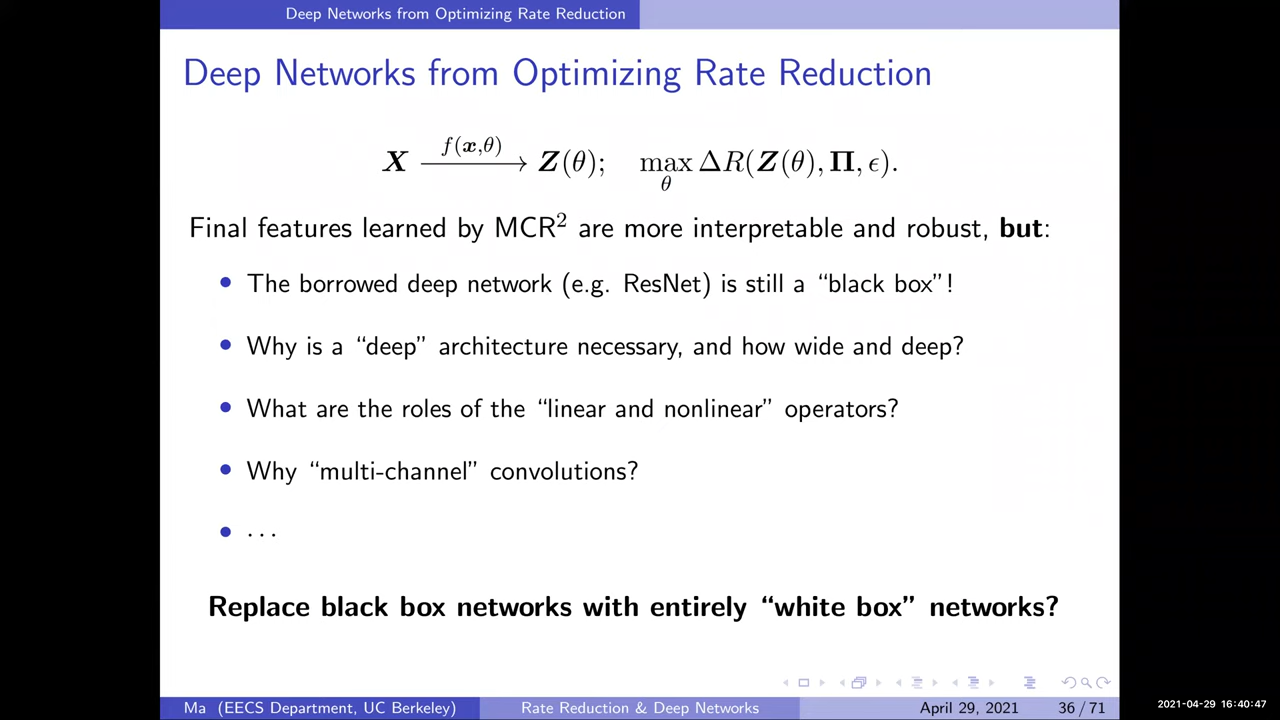 Deep Networks from Optimizing Rate Reduction
Deep Networks from Optimizing Rate Reduction
X \xrightarrow{f(x,θ)} Z(θ); max_θ ΔR(Z(θ), Π, ϵ).
Final features learned by MCR² are more interpretable and robust, but:
• The borrowed deep network (e.g. ResNet) is still a “black box”!
• Why is a “deep” architecture necessary, and how wide and deep?
• What are the roles of the “linear and nonlinear” operators?
• Why “multi-channel” convolutions?
• · · ·
Replace black box networks with entirely “white box” networks?
Ma (EECS Department, UC Berkeley) Rate Reduction & Deep Networks April 29, 2021 36 / 71
2021-04-29 16:40:47